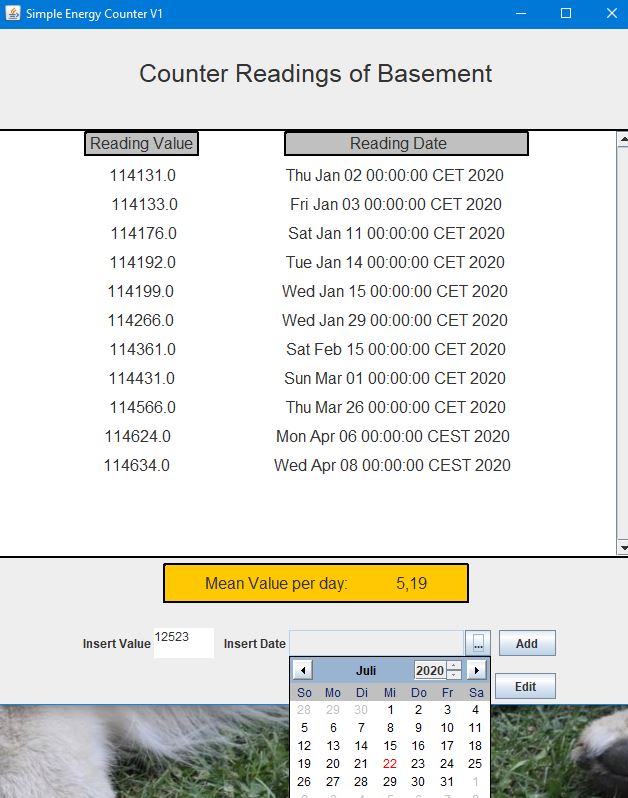 Simple Energy Counter V1
Counter Readings of Basement
Reading Value Reading Date
114131.0 Thu Jan 02 00:00:00 CET 2020
114133.0 Fri Jan 03 00:00:00 CET 2020
114176.0 Sat Jan 11 00:00:00 CET 2020
114192.0 Tue Jan 14 00:00:00 CET 2020
114199.0 Wed Jan 15 00:00:00 CET 2020
114266.0 Wed Jan 29 00:00:00 CET 2020
114361.0 Sat Feb 15 00:00:00 CET 2020
114431.0 Sun Mar 01 00:00:00 CET 2020
114566.0 Thu Mar 26 00:00:00 CET 2020
114624.0 Mon Apr 06 00:00:00 CEST 2020
114634.0 Wed Apr 08 00:00:00 CEST 2020
Mean Value per day: 5,19
Insert Value 12523 Insert Date ... Add
Juli 2020 Edit
So Mo Di Mi Do Fr Sa
28 29 30 1 2 3 4
5 6 7 8 9 10 11
12 13 14 15 16 17 18
19 20 21 22 23 24 25
26 27 28 29 30 31 1